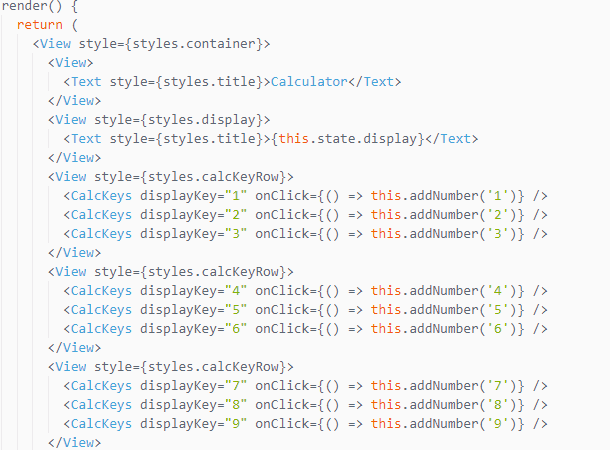 render() {
return (
<View style={styles.container}>
<View>
<Text style={styles.title}>Calculator</Text>
</View>
<View style={styles.display}>
<Text style={styles.title}>{this.state.display}</Text>
</View>
<View style={styles.calcKeyRow}>
<CalcKeys displayKey="1" onClick={() => this.addNumber('1')} />
<CalcKeys displayKey="2" onClick={() => this.addNumber('2')} />
<CalcKeys displayKey="3" onClick={() => this.addNumber('3')} />
</View>
<View style={styles.calcKeyRow}>
<CalcKeys displayKey="4" onClick={() => this.addNumber('4')} />
<CalcKeys displayKey="5" onClick={() => this.addNumber('5')} />
<CalcKeys displayKey="6" onClick={() => this.addNumber('6')} />
</View>
<View style={styles.calcKeyRow}>
<CalcKeys displayKey="7" onClick={() => this.addNumber('7')} />
<CalcKeys displayKey="8" onClick={() => this.addNumber('8')} />
<CalcKeys displayKey="9" onClick={() => this.addNumber('9')} />
</View>